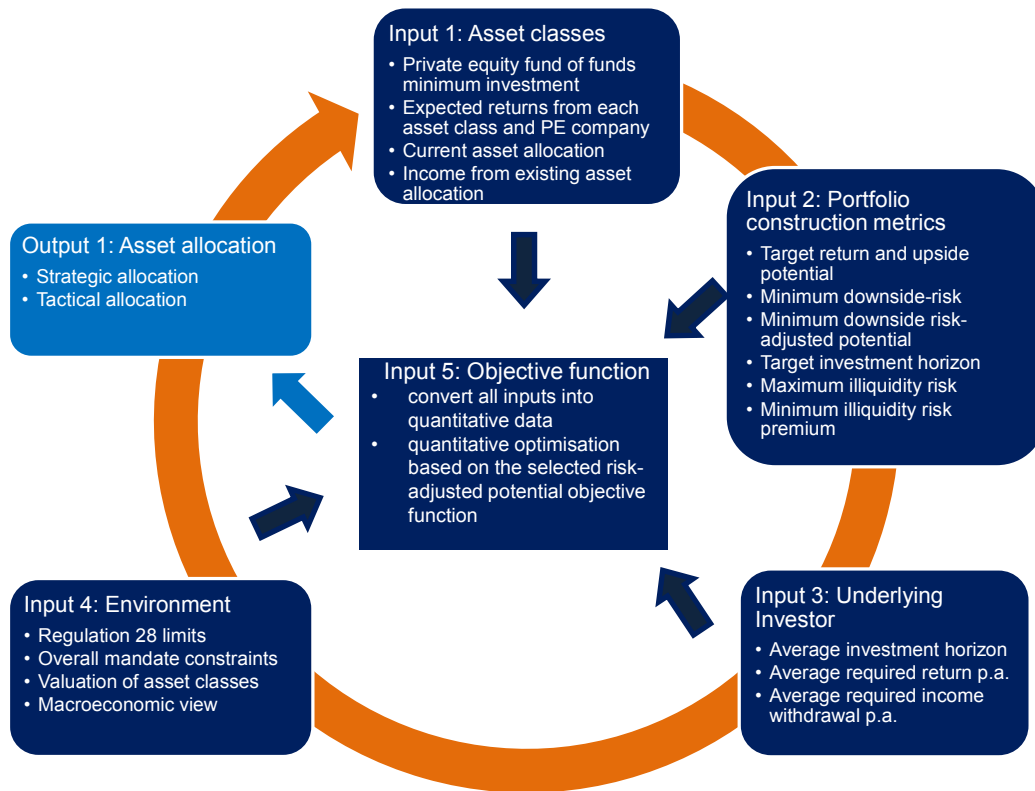 Input 1: Asset classes
• Private equity fund of funds
minimum investment
• Expected returns from each
asset class and PE company
• Current asset allocation
• Income from existing asset
allocation
Input 2: Portfolio
construction metrics
• Target return and upside
potential
• Minimum downside-risk
• Minimum downside risk-
adjusted potential
• Target investment horizon
• Maximum illiquidity risk
• Minimum illiquidity risk
premium
Output 1: Asset allocation
• Strategic allocation
• Tactical allocation
Input 5: Objective function
• convert all inputs into
quantitative data
• quantitative optimisation
based on the selected risk-
adjusted potential objective
function
Input 4: Environment
• Regulation 28 limits
• Overall mandate constraints
• Valuation of asset classes
• Macroeconomic view
Input 3: Underlying
Investor
• Average investment horizon
• Average required return p.a.
• Average required income
withdrawal p.a.